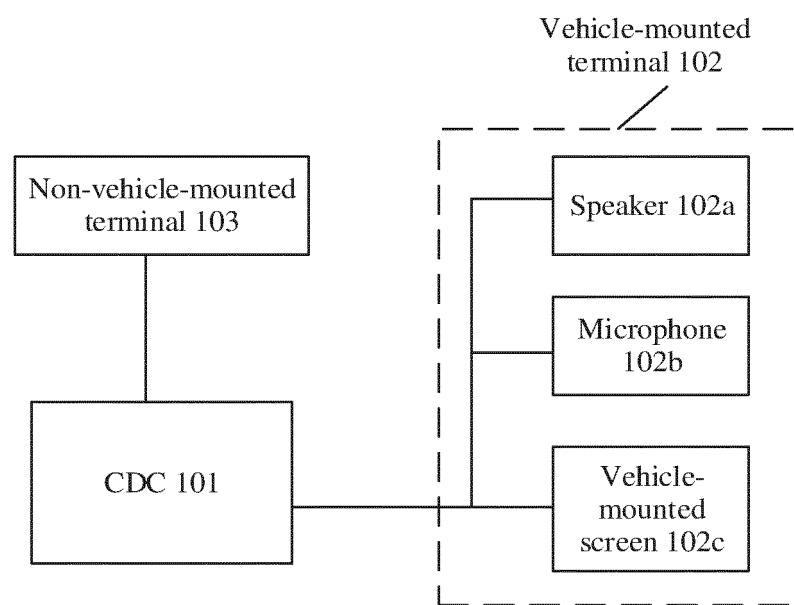 Vehicle-mounted
terminal 102
Non-vehicle-mounted
terminal 103
Speaker 102a
Microphone
102b
CDC 101
Vehicle-
mounted
screen 102c